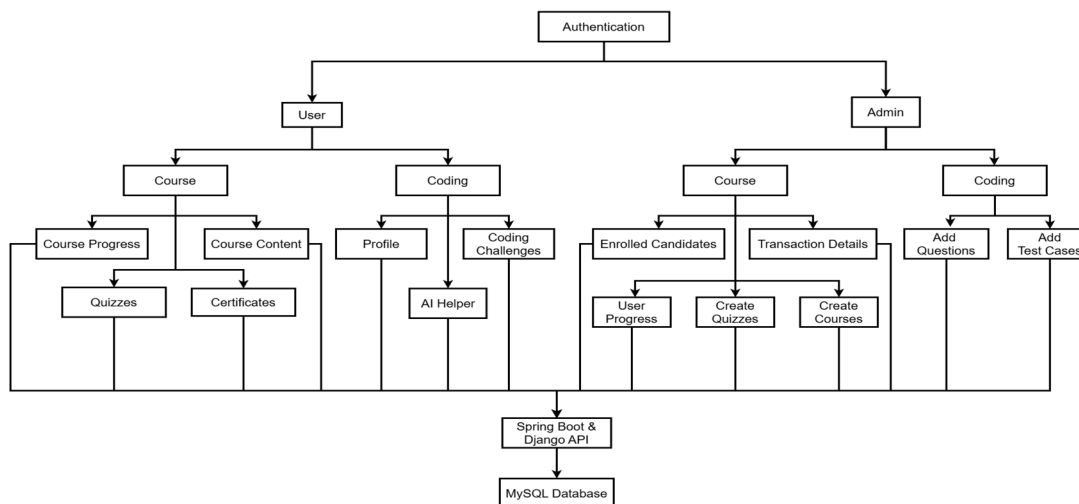 Authentication
User
Admin
Course
Coding
Course
Coding
Course Progress
Course Content
Profile
Coding
Challenges
Enrolled Candidates
Transaction Details
Add
Questions
Add
Test Cases
Quizzes
Certificates
AI Helper
User
Progress
Create
Quizzes
Create
Courses
Spring Boot &
Django API
MySQL Database